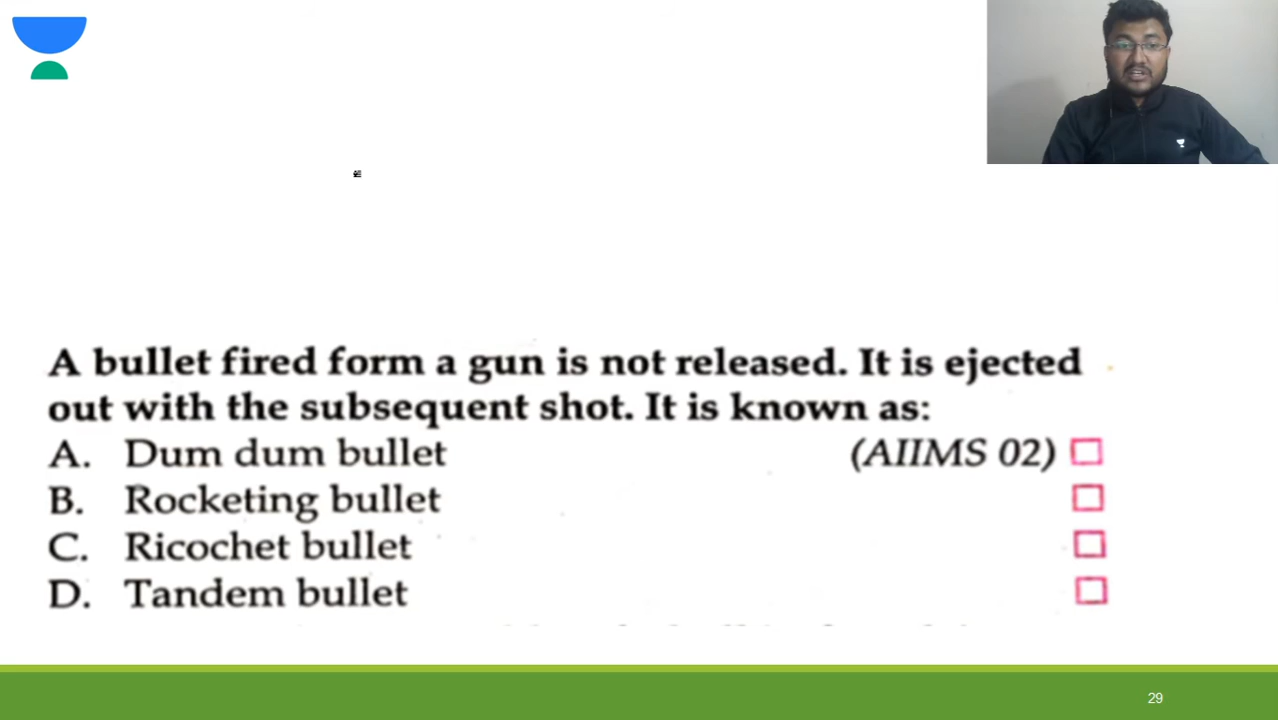 A bullet fired form a gun is not released. It is ejected
out with the subsequent shot. It is known as:
A. Dum dum bullet (AIIMS 02)
B. Rocketing bullet
C. Ricochet bullet
D. Tandem bullet
29